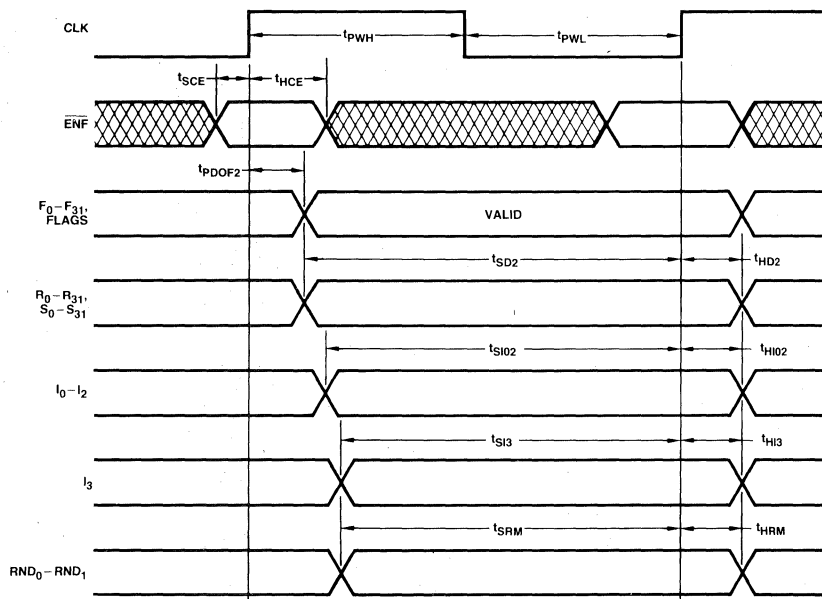 CLK
tPWH
tPWL
tSCE
tHCE
ENF
tPDOF2
F0–F31,
FLAGS
VALID
tSD2
tHD2
R0–R31,
S0–S31
tSI02
tHI02
I0–I2
tSI3
tHI3
I3
tSRM
tHRM
RND0–RND1